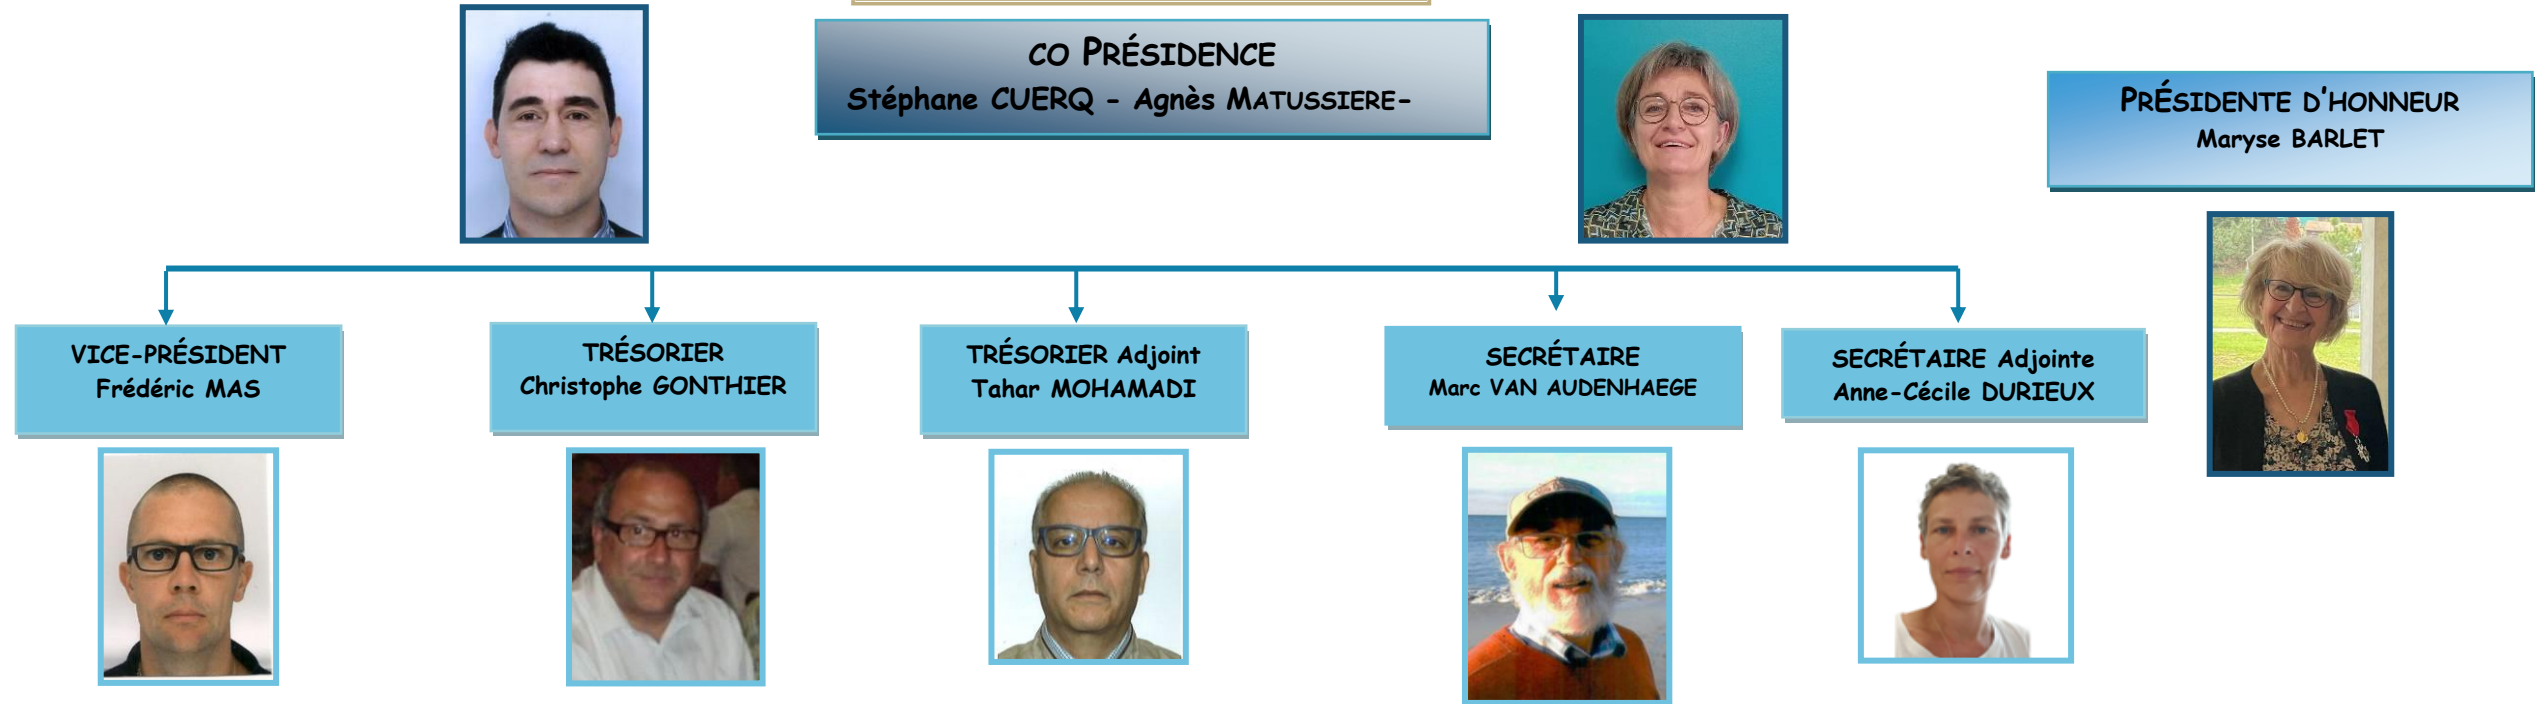 CO PRÉSIDENCE
Stéphane CUERQ - Agnès MATUSSIERE-
PRÉSIDENTE D'HONNEUR
Maryse BARLET
VICE-PRÉSIDENT
Frédéric MAS
TRÉSORIER
Christophe GONTHIER
TRÉSORIER Adjoint
Tahar MOHAMADI
SECRÉTAIRE
Marc VAN AUDENHAEGE
SECRÉTAIRE Adjointe
Anne-Cécile DURIEUX